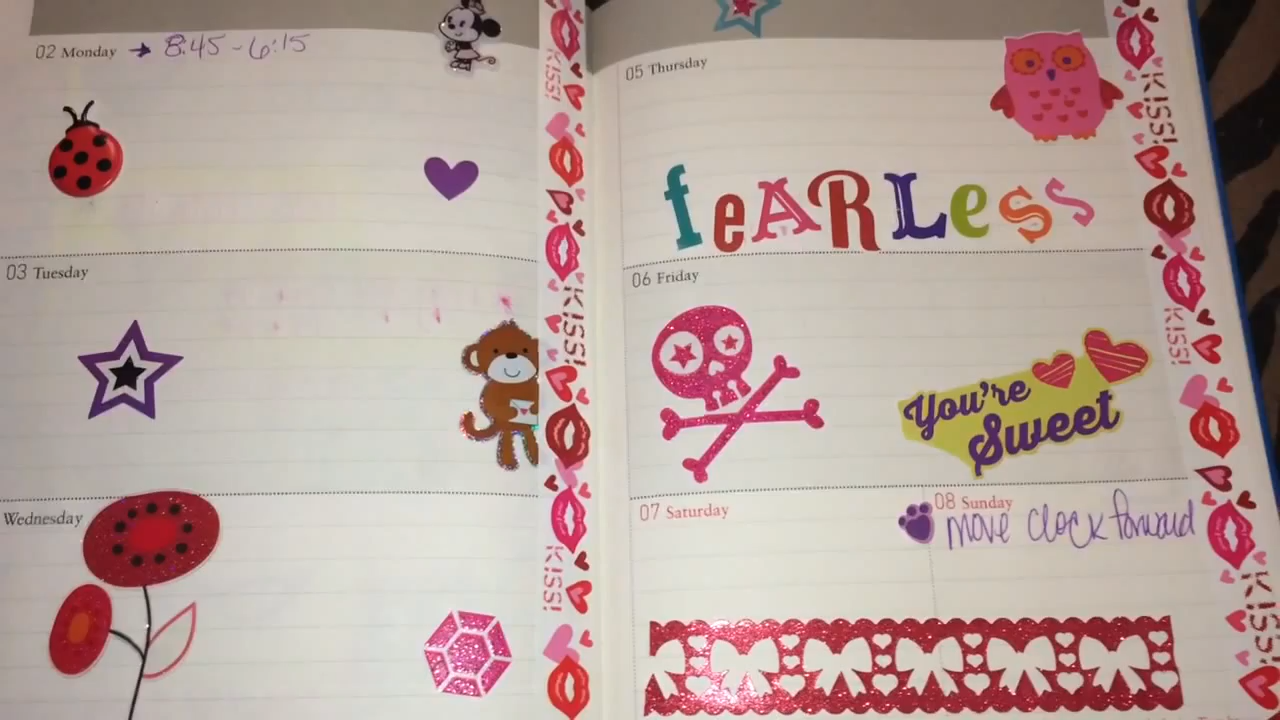 02 Monday → 8:45 - 6:15
03 Tuesday
Wednesday
KISS!
KISS!
KISS!
05 Thursday
feARLess
06 Friday
You're
Sweet
07 Saturday
08 Sunday
move clock forward
KISS!
KISS!
KISS!